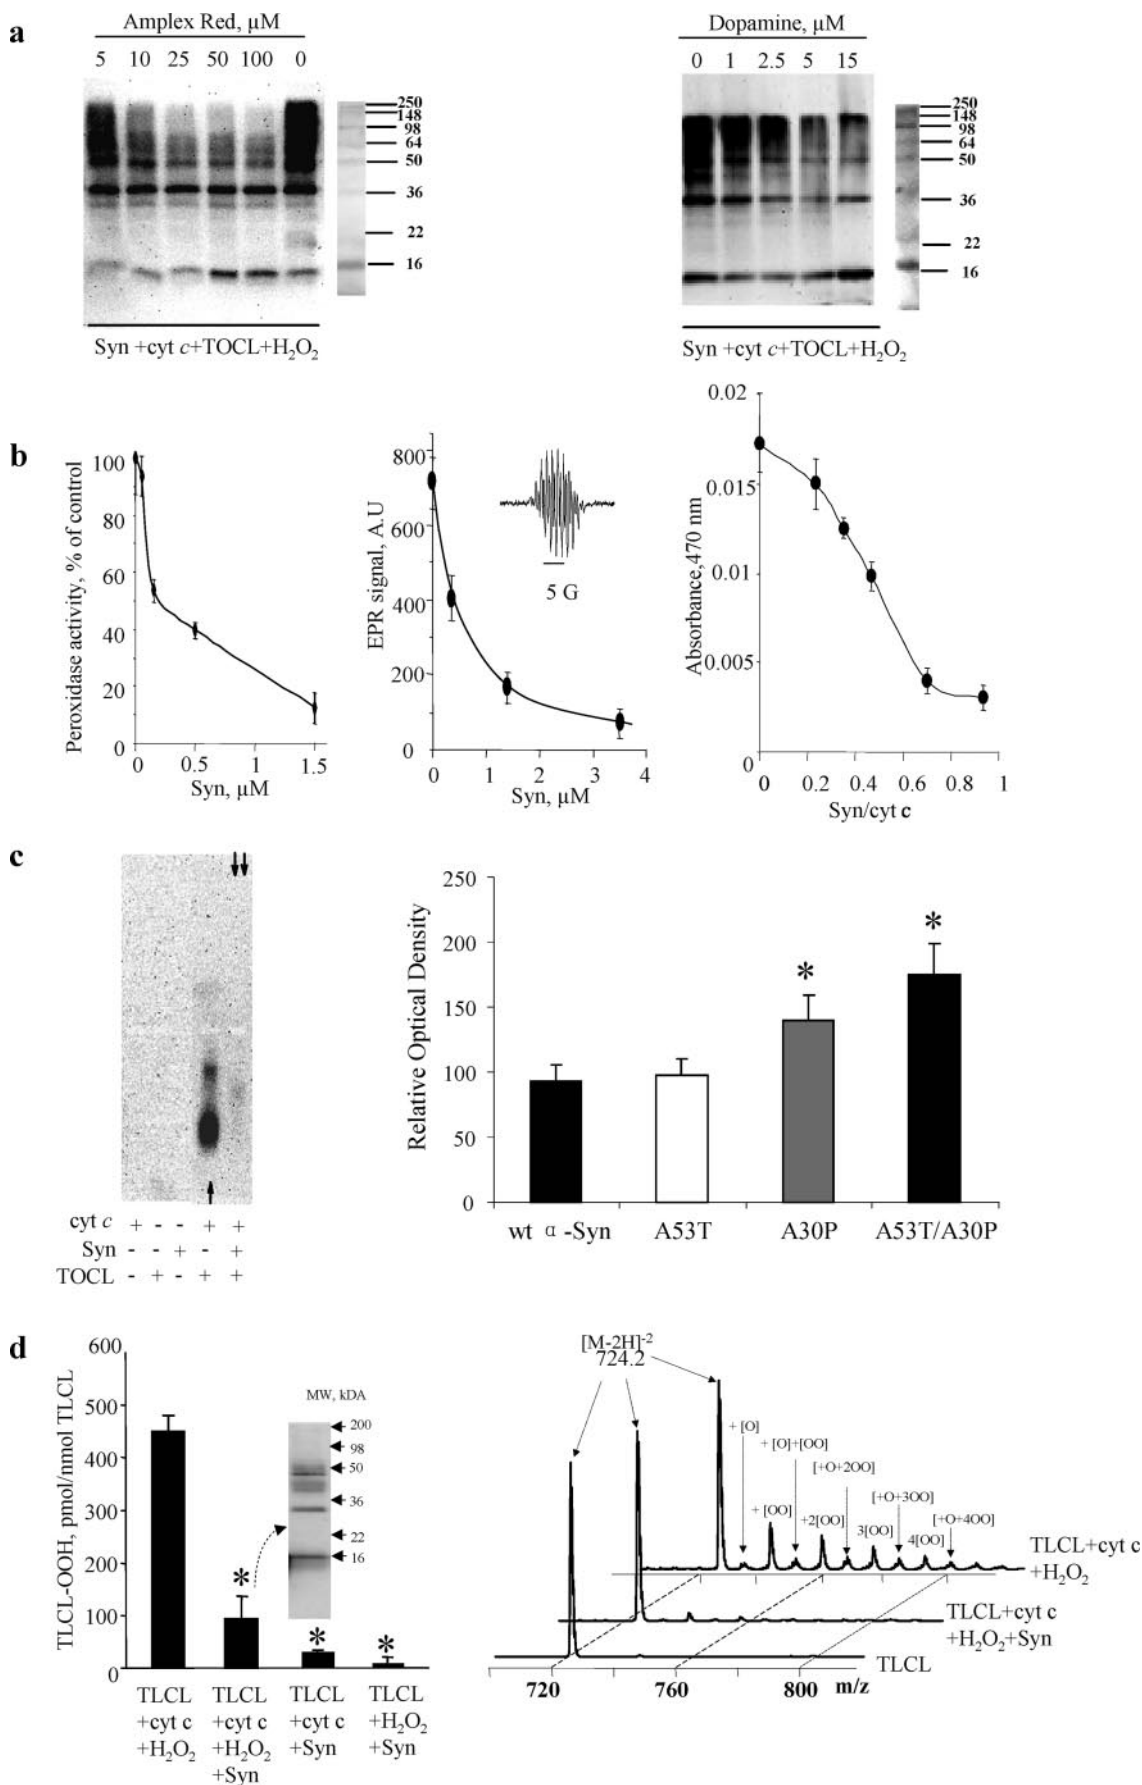 a
Amplex Red, µM
5 10 25 50 100 0
250
148
98
64
50
36
22
16
Syn +cyt c+TOCL+H₂O₂
Dopamine, µM
0 1 2.5 5 15
250
148
98
64
50
36
22
16
Syn +cyt c+TOCL+H₂O₂
b
Peroxidase activity, % of control
100
80
60
40
20
0
0 0.5 1 1.5
Syn, µM
EPR signal, A.U
800
600
400
200
0
5 G
0 1 2 3 4
Syn, µM
Absorbance,470 nm
0.02
0.015
0.01
0.005
0
0 0.2 0.4 0.6 0.8 1
Syn/cyt c
c
cyt c + - - + +
Syn - - + - +
TOCL - + - + +
Relative Optical Density
250
200
150
100
50
0
*
*
wt α-Syn A53T A30P A53T/A30P
d
TLCL-OOH, pmol/nmol TLCL
600
500
400
300
200
100
0
MW, kDA
200
98
50
36
22
16
*
*
*
TLCL +cyt c +H₂O₂
TLCL +cyt c +H₂O₂ +Syn
TLCL +cyt c +Syn
TLCL +H₂O₂ +Syn
[M-2H]⁻²
724.2
+ [O]
+ [O]+[OO]
[+O+2OO]
[+O+3OO]
[+O+4OO]
+ [OO]
+2[OO]
3[OO]
4[OO]
TLCL+cyt c
+H₂O₂
TLCL+cyt c
+H₂O₂+Syn
TLCL
720 760 800 m/z